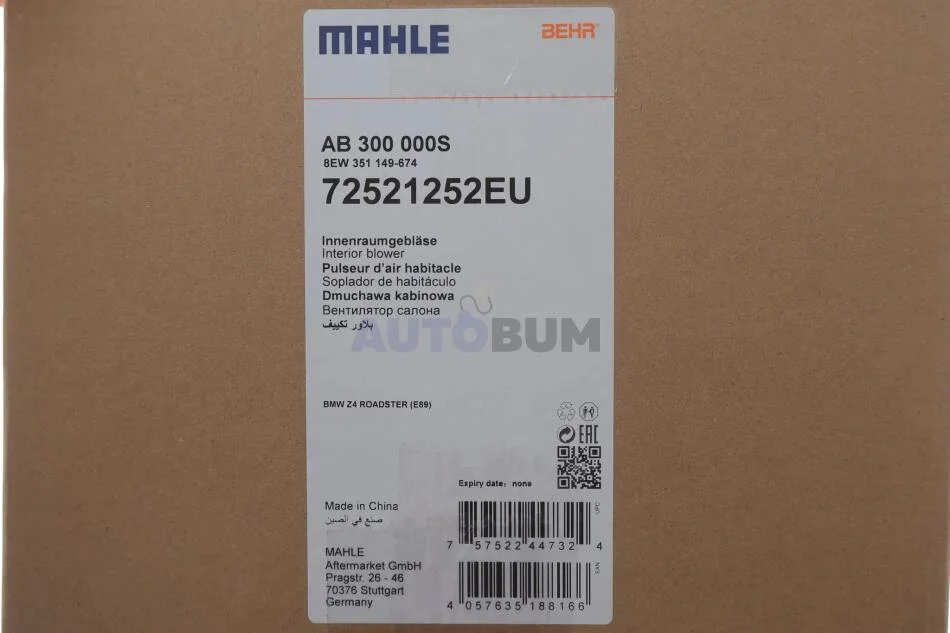 MAHLE
BEHR
AB 300 000S
8EW 351 149-674
72521252EU
Innenraumgebläse
Interior blower
Pulseur d'air habitacle
Soplador de habitáculo
Dmuchawa kabinowa
Вентилятор салона
بلاور تكييف
AUTOBUM
BMW Z4 ROADSTER (E89)
EAC
Expiry date: none
Made in China
صنع في الصين
UPC
7 57522 44732 4
MAHLE
Aftermarket GmbH
Pragstr. 26 - 46
70376 Stuttgart
Germany
EAN
4 057635 188166